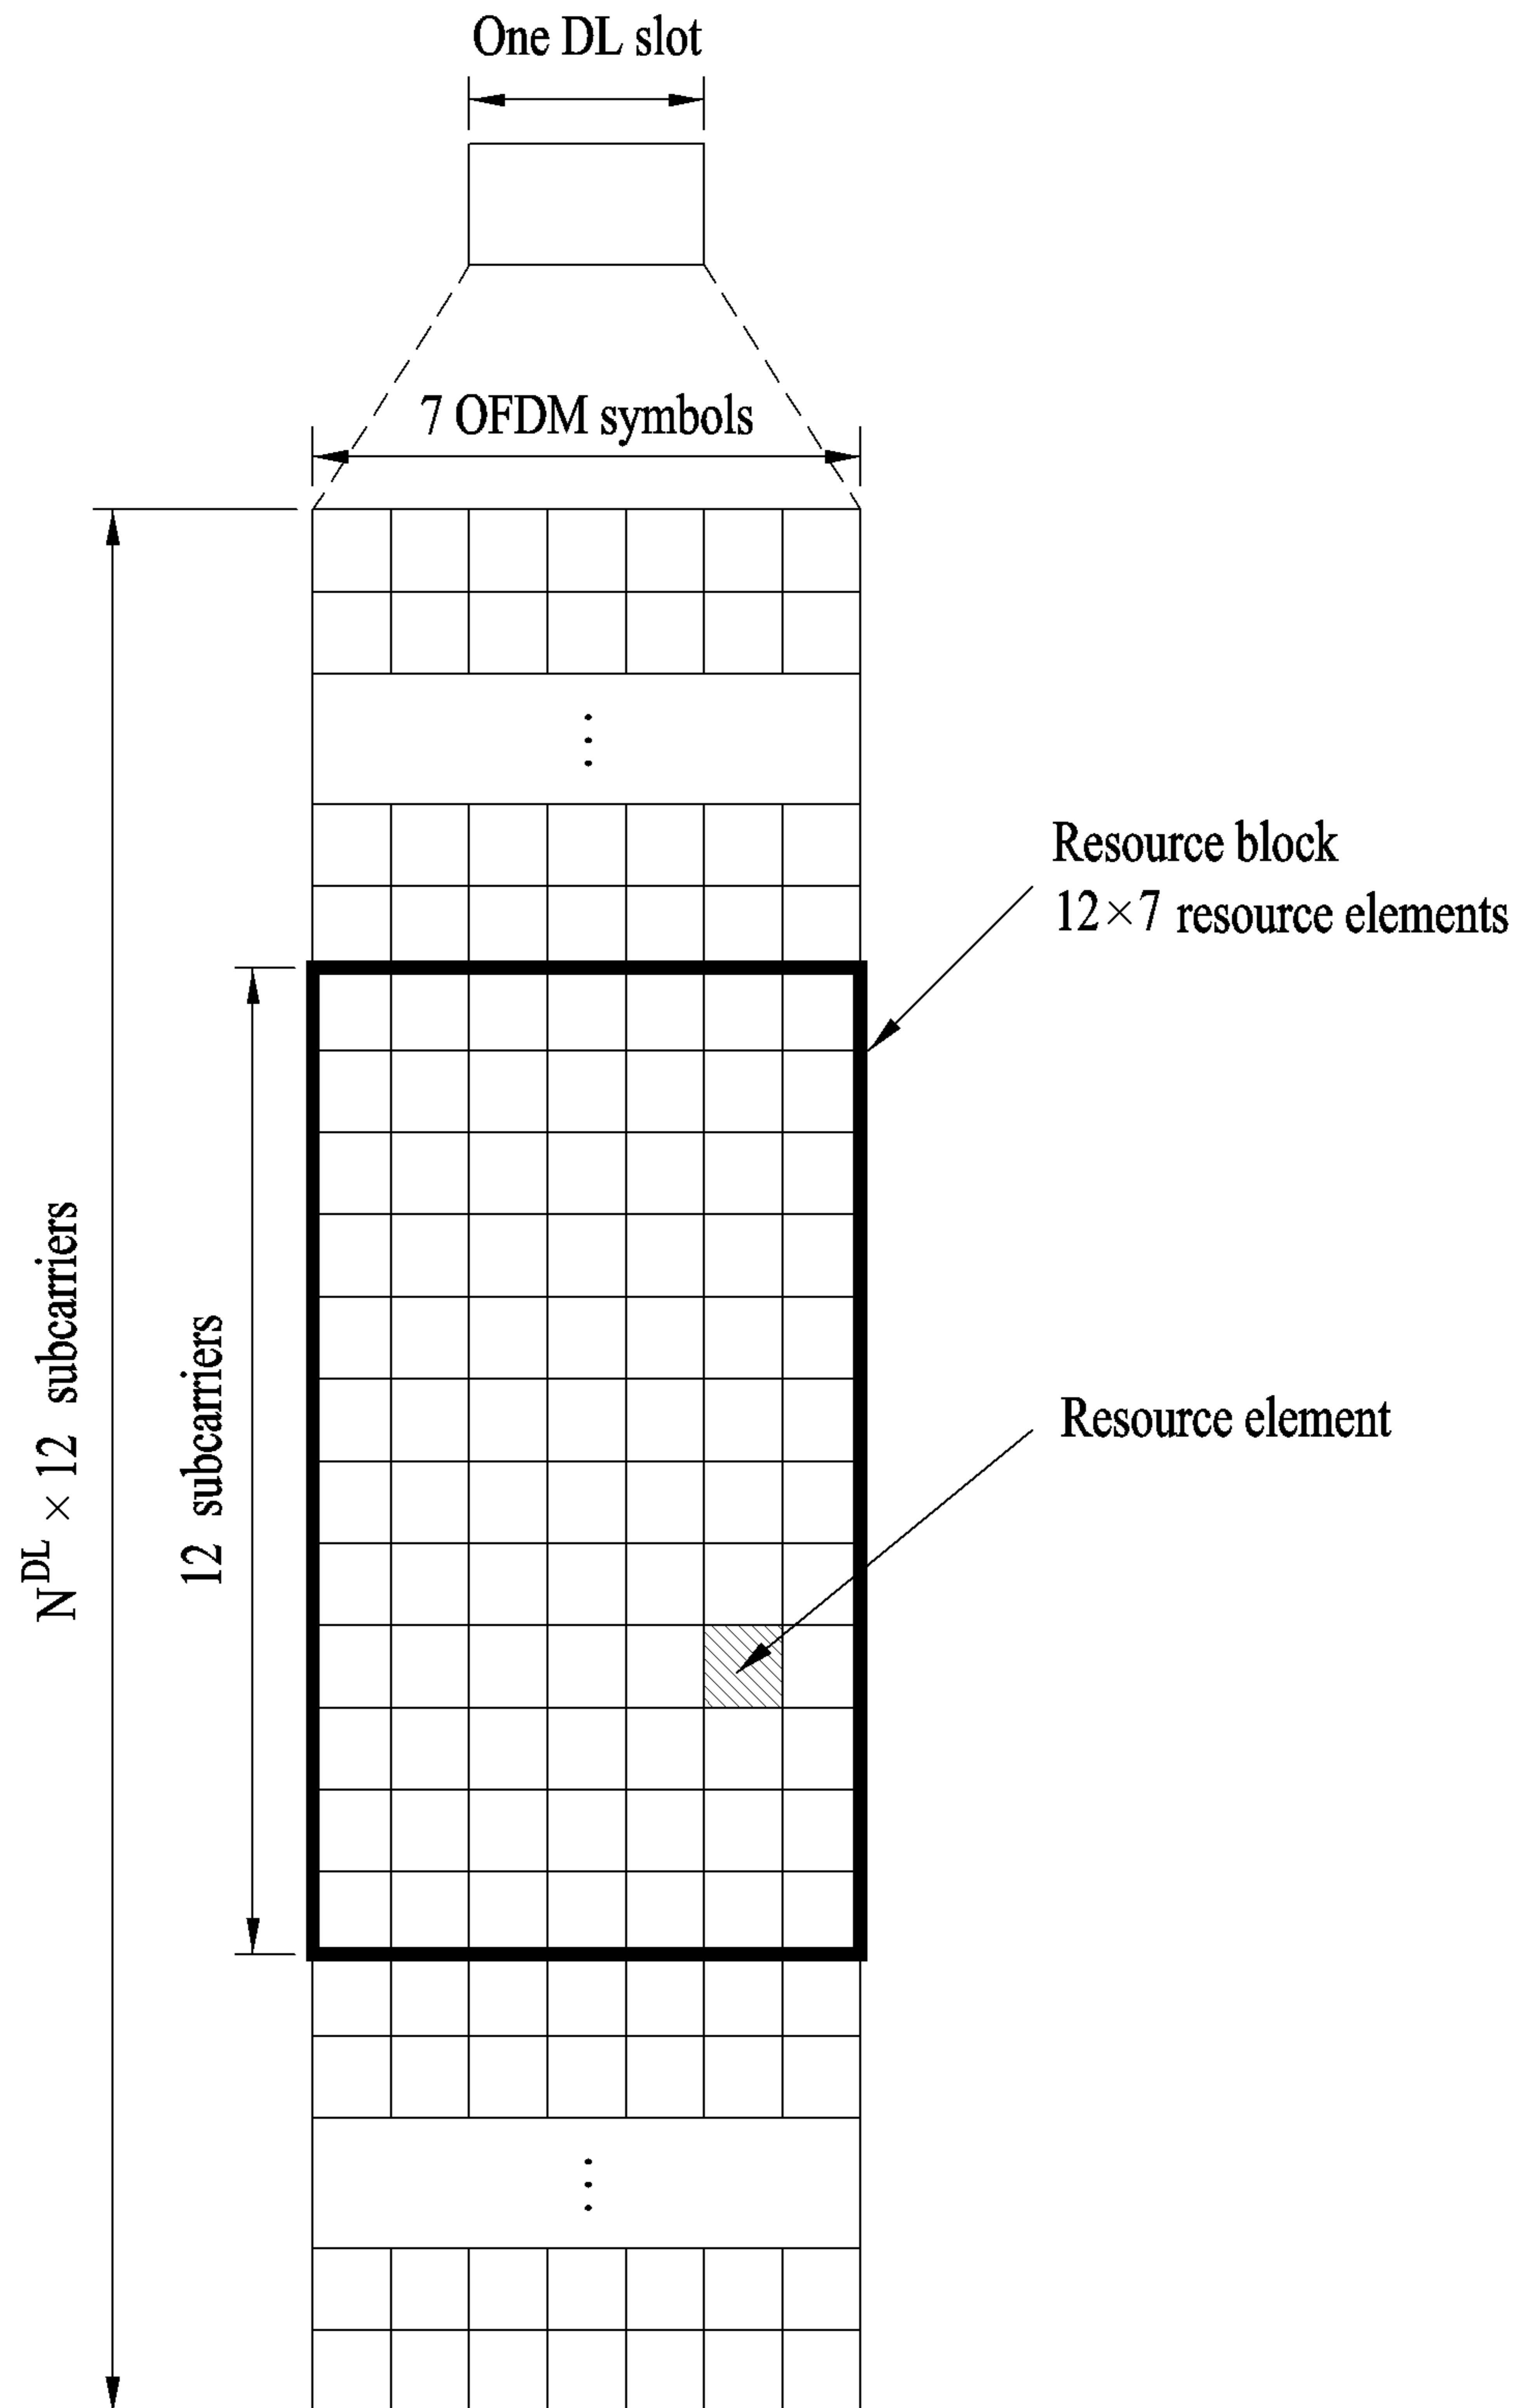 One DL slot
7 OFDM symbols
Resource block
12×7 resource elements
Resource element
12 subcarriers
N^DL × 12 subcarriers